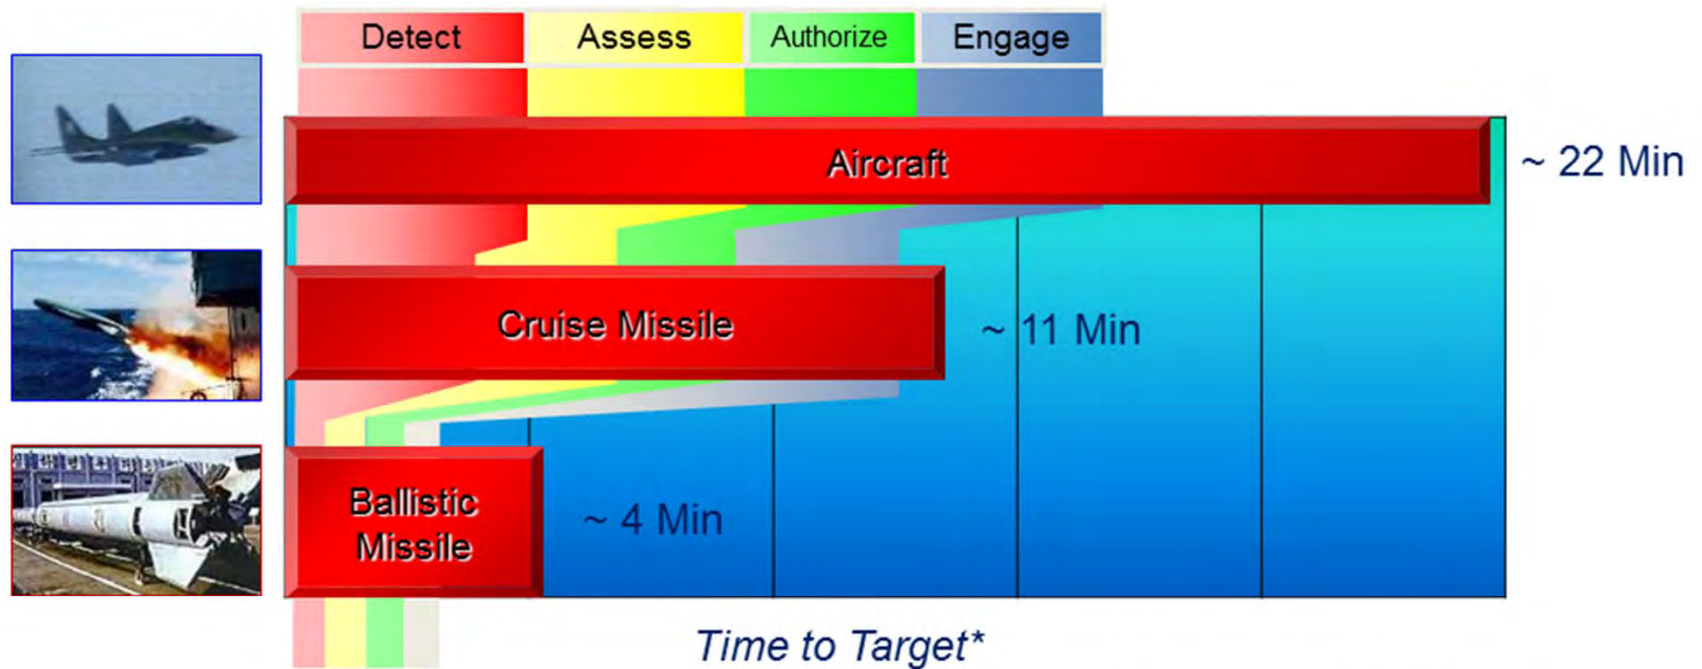 Detect Assess Authorize Engage
Aircraft
~ 22 Min
Cruise Missile
~ 11 Min
Ballistic
Missile
~ 4 Min
Time to Target*